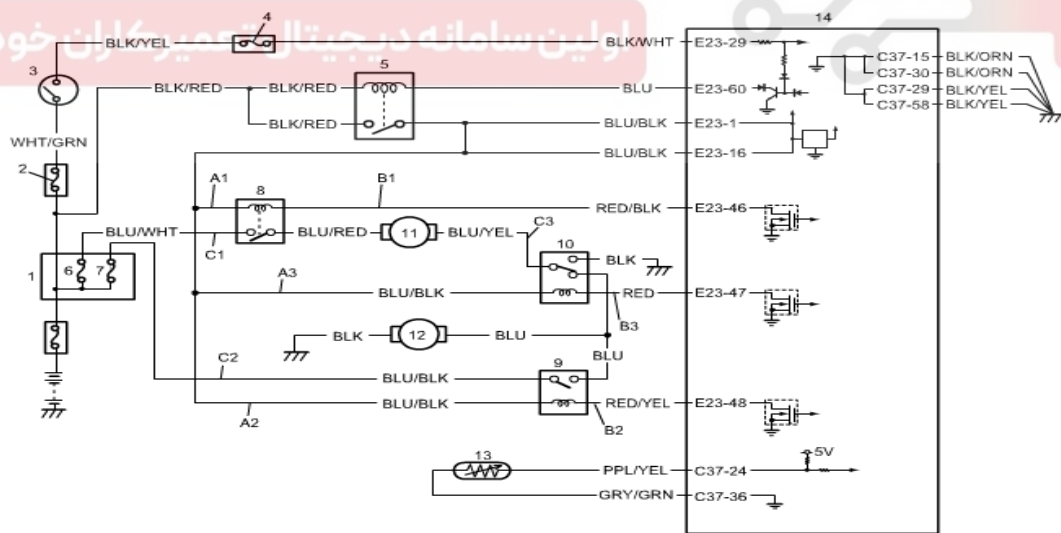 اولین سامانه دیجیتال تعمیرکاران خودرو
4
14
BLK/YEL
BLK/WHT
E23-29
C37-15
BLK/ORN
C37-30
BLK/ORN
3
5
BLK/RED
BLK/RED
BLU
E23-60
C37-29
BLK/YEL
C37-58
BLK/YEL
BLK/RED
BLU/BLK
E23-1
WHT/GRN
BLU/BLK
E23-16
2
A1
8
B1
RED/BLK
E23-46
C3
BLU/WHT
BLU/RED
11
BLU/YEL
10
C1
BLK
1
6
7
A3
BLU/BLK
RED
E23-47
B3
BLK
12
BLU
C2
BLU
9
BLU/BLK
BLU/BLK
RED/YEL
E23-48
A2
B2
5V
13
PPL/YEL
C37-24
GRY/GRN
C37-36